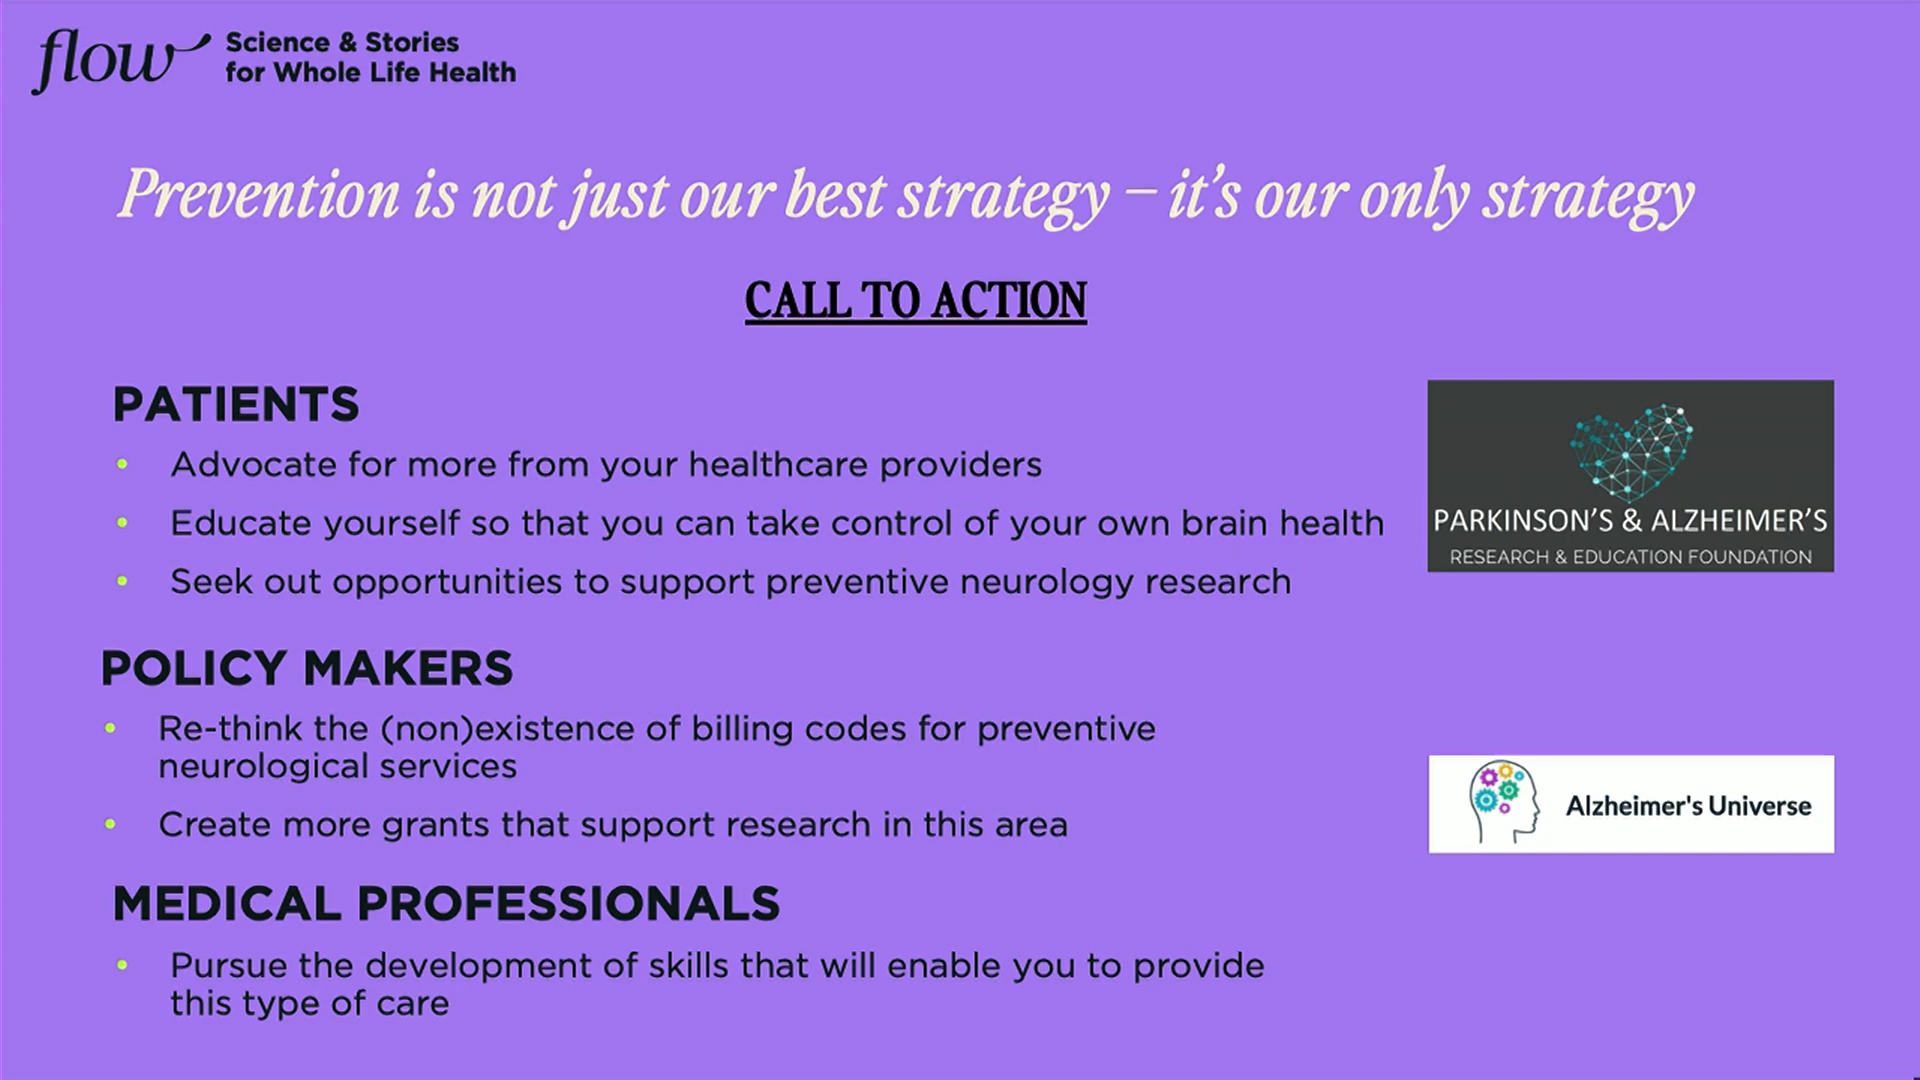 flow
Science & Stories
for Whole Life Health
Prevention is not just our best strategy – it's our only strategy
CALL TO ACTION
PATIENTS
• Advocate for more from your healthcare providers
• Educate yourself so that you can take control of your own brain health
• Seek out opportunities to support preventive neurology research
PARKINSON'S & ALZHEIMER'S
RESEARCH & EDUCATION FOUNDATION
POLICY MAKERS
• Re-think the (non)existence of billing codes for preventive
neurological services
• Create more grants that support research in this area
Alzheimer's Universe
MEDICAL PROFESSIONALS
• Pursue the development of skills that will enable you to provide
this type of care